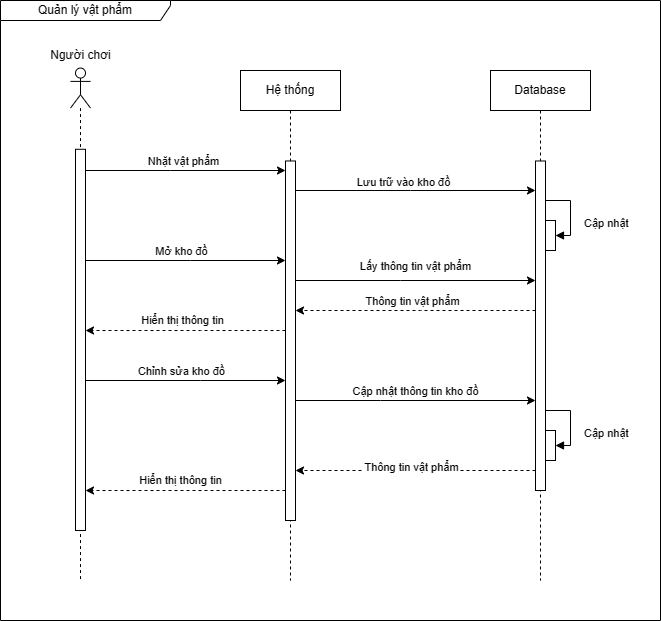 Quản lý vật phẩm
Người chơi
Hệ thống
Database
Nhặt vật phẩm
Lưu trữ vào kho đồ
Cập nhật
Mở kho đồ
Lấy thông tin vật phẩm
Thông tin vật phẩm
Hiển thị thông tin
Chỉnh sửa kho đồ
Cập nhật thông tin kho đồ
Cập nhật
Thông tin vật phẩm
Hiển thị thông tin